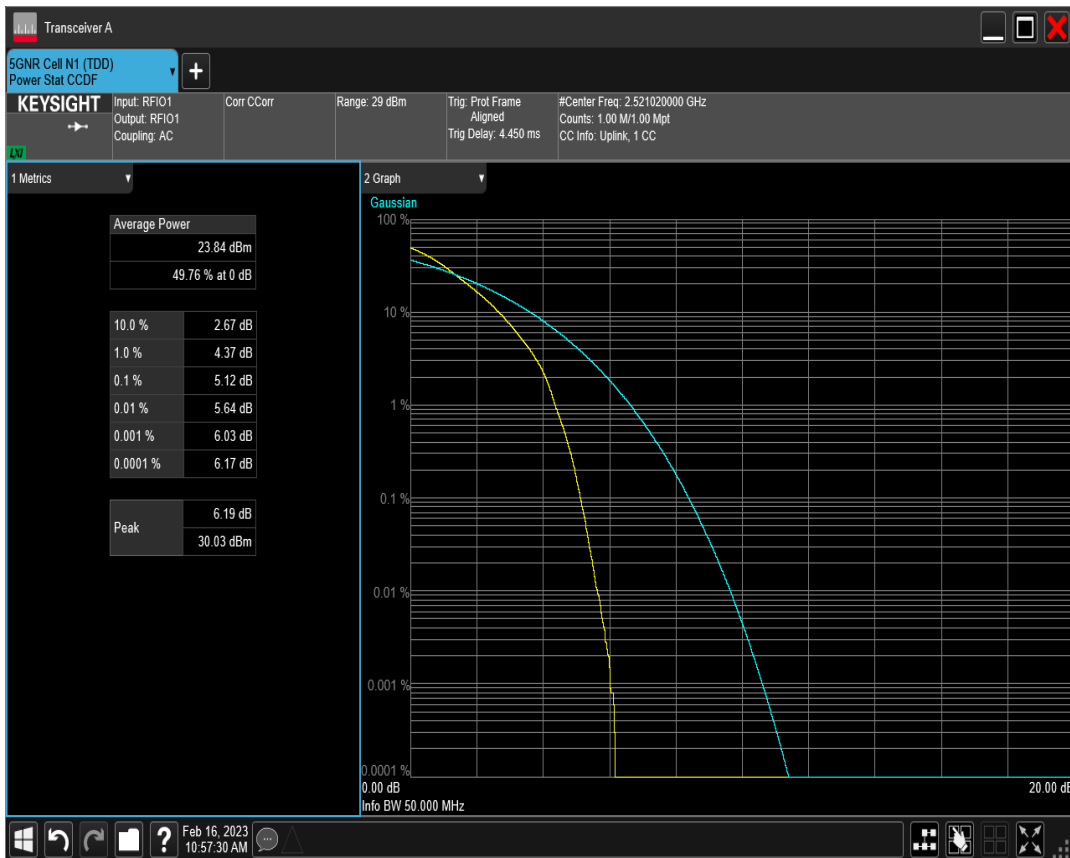 Transceiver A
5GNR Cell N1 (TDD)
Power Stat CCDF
+
KEYSIGHT
LXI
Input: RFIO1
Output: RFIO1
Coupling: AC
Corr CCorr
Range: 29 dBm
Trig: Prot Frame
Aligned
Trig Delay: 4.450 ms
#Center Freq: 2.521020000 GHz
Counts: 1.00 M/1.00 Mpt
CC Info: Uplink, 1 CC
1 Metrics
Average Power
23.84 dBm
49.76 % at 0 dB
10.0 % 2.67 dB
1.0 % 4.37 dB
0.1 % 5.12 dB
0.01 % 5.64 dB
0.001 % 6.03 dB
0.0001 % 6.17 dB
Peak 6.19 dB
30.03 dBm
2 Graph
Gaussian
100 %
10 %
1 %
0.1 %
0.01 %
0.001 %
0.0001 %
0.00 dB 20.00 dB
Info BW 50.000 MHz
?
Feb 16, 2023
10:57:30 AM